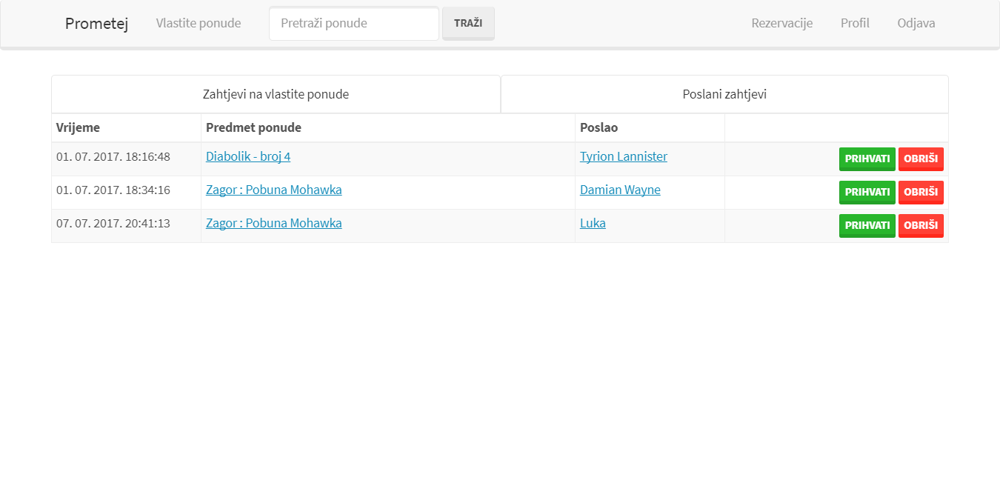 Prometej Vlastite ponude Pretraži ponude TRAŽI Rezervacije Profil Odjava
Zahtjevi na vlastite ponude Poslani zahtjevi
Vrijeme Predmet ponude Poslao
01. 07. 2017. 18:16:48 Diabolik - broj 4 Tyrion Lannister PRIHVATI OBRIŠI
01. 07. 2017. 18:34:16 Zagor : Pobuna Mohawka Damian Wayne PRIHVATI OBRIŠI
07. 07. 2017. 20:41:13 Zagor : Pobuna Mohawka Luka PRIHVATI OBRIŠI